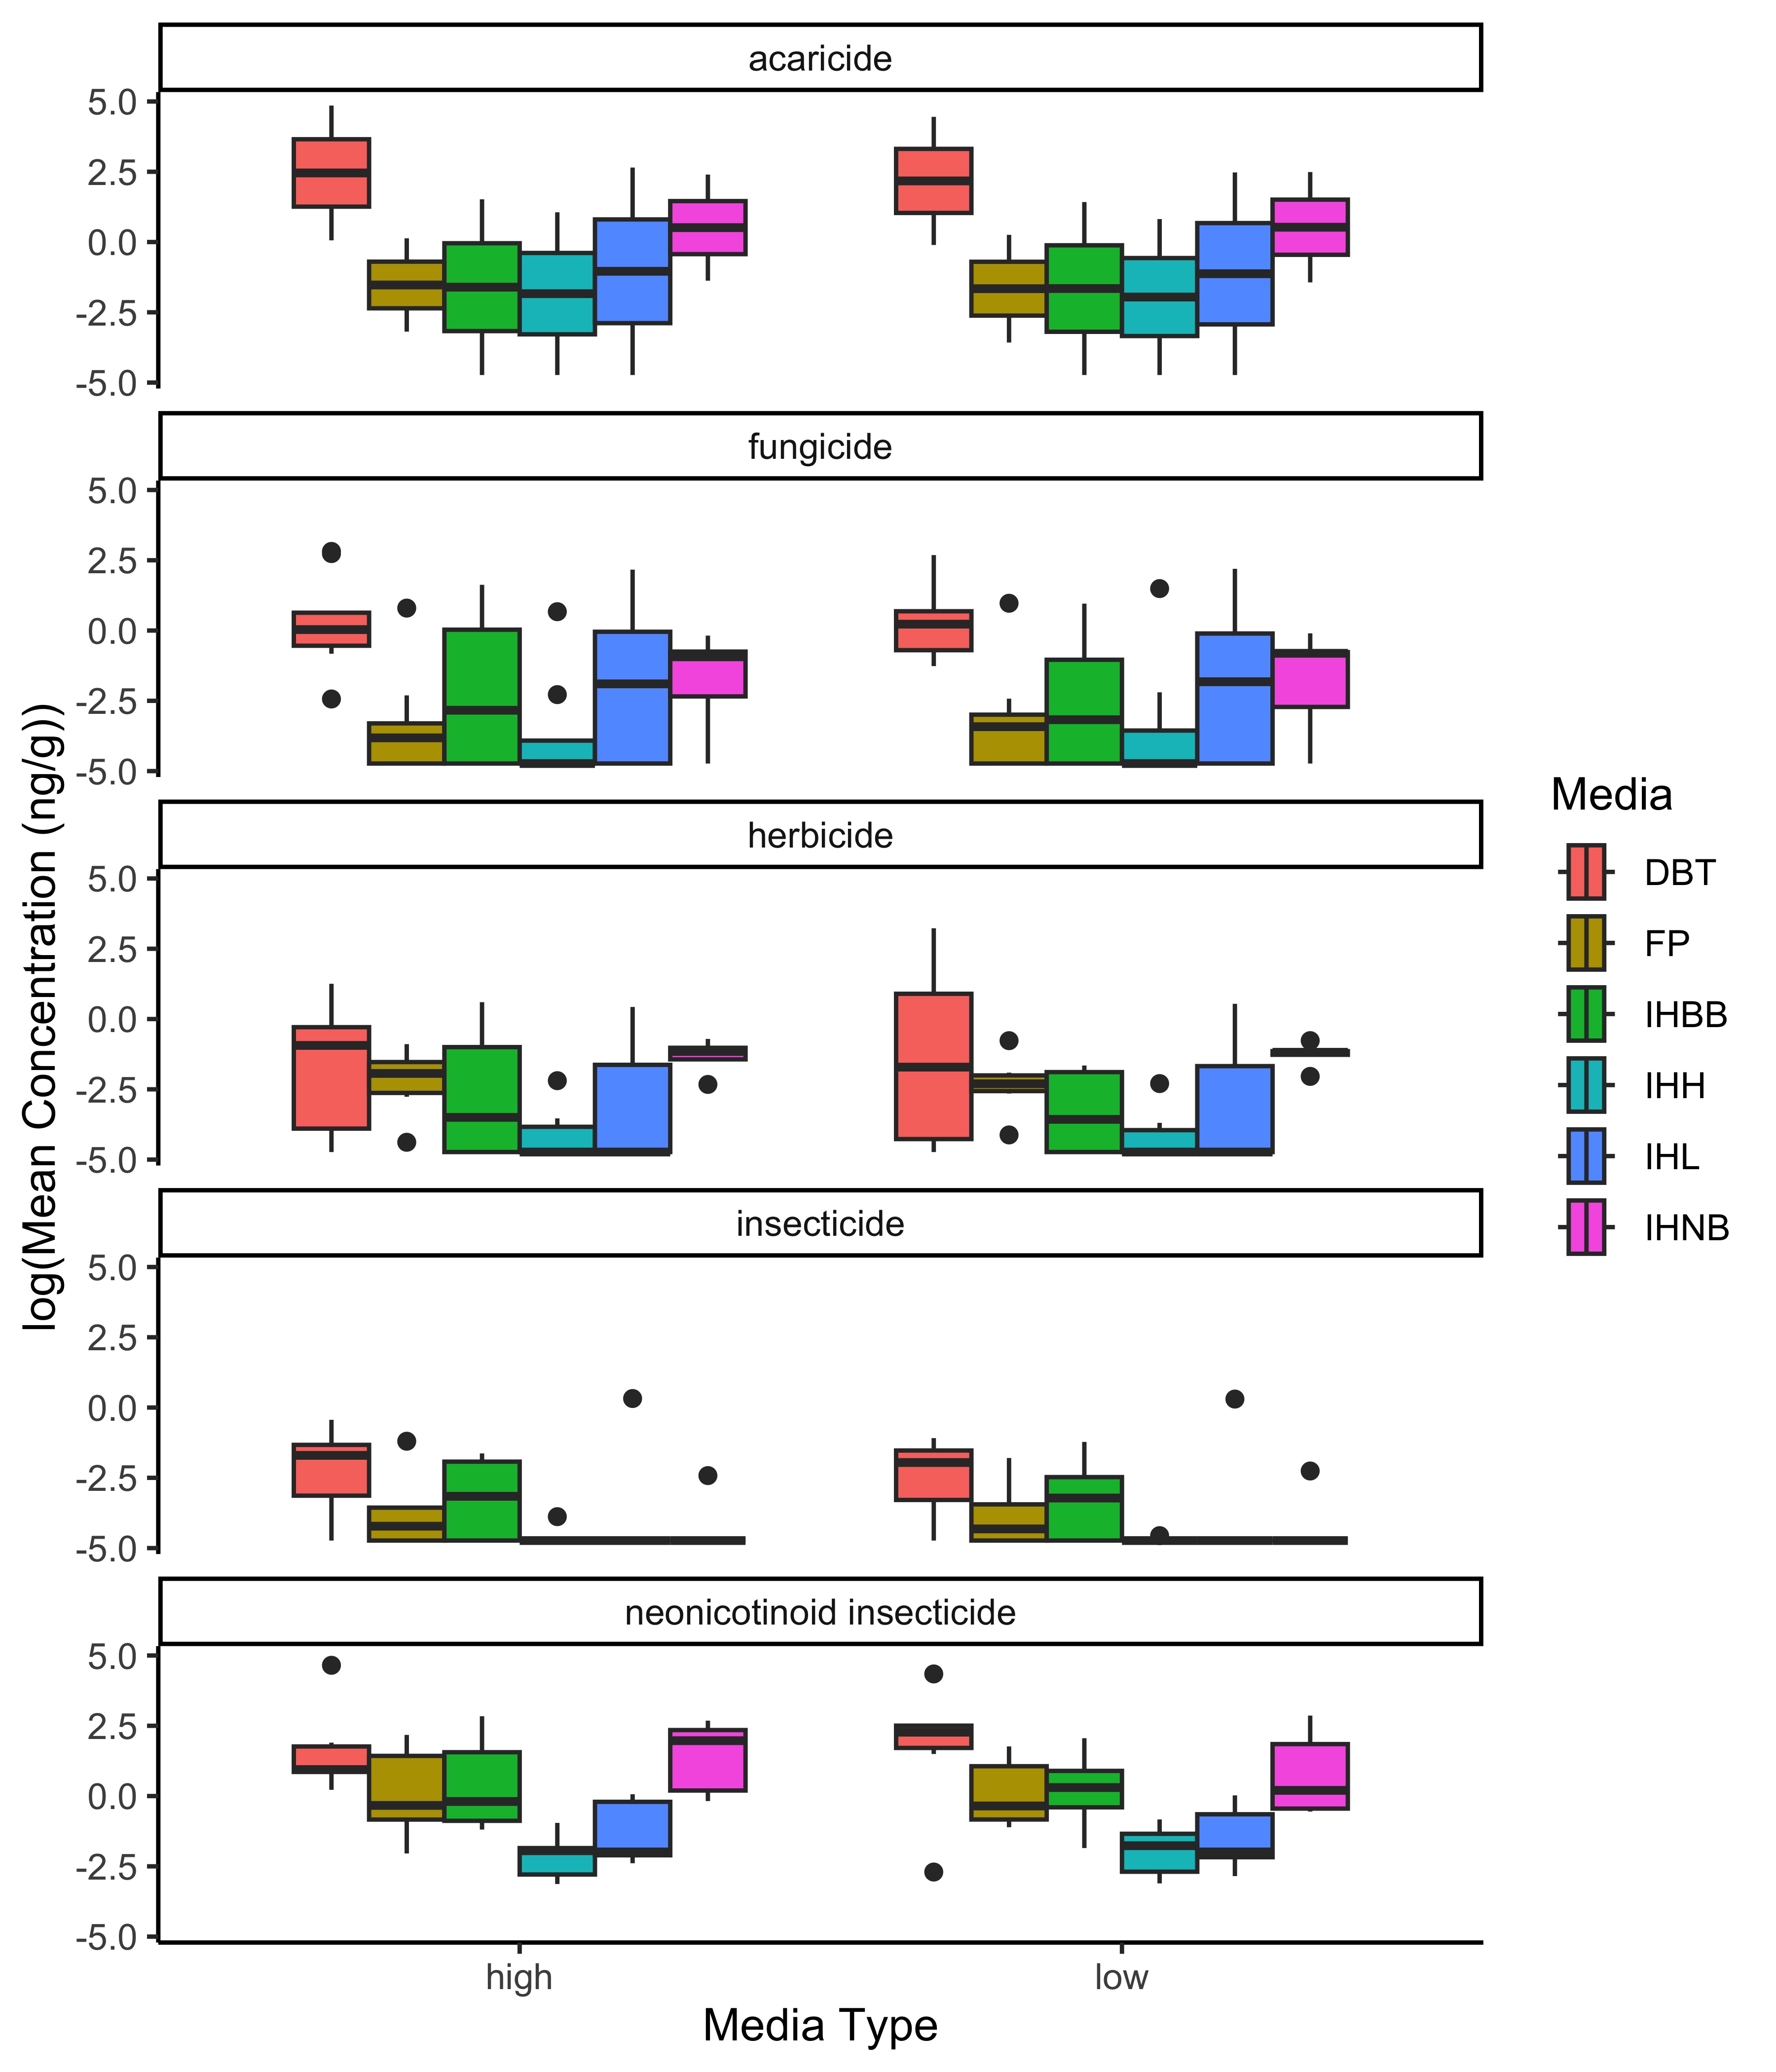 acaricide
5.0
2.5
0.0
-2.5
-5.0
fungicide
5.0
2.5
0.0
-2.5
-5.0
herbicide
5.0
2.5
0.0
-2.5
-5.0
insecticide
5.0
2.5
0.0
-2.5
-5.0
neonicotinoid insecticide
5.0
2.5
0.0
-2.5
-5.0
high low
Media Type
log(Mean Concentration (ng/g))
Media
DBT
FP
IHBB
IHH
IHL
IHNB